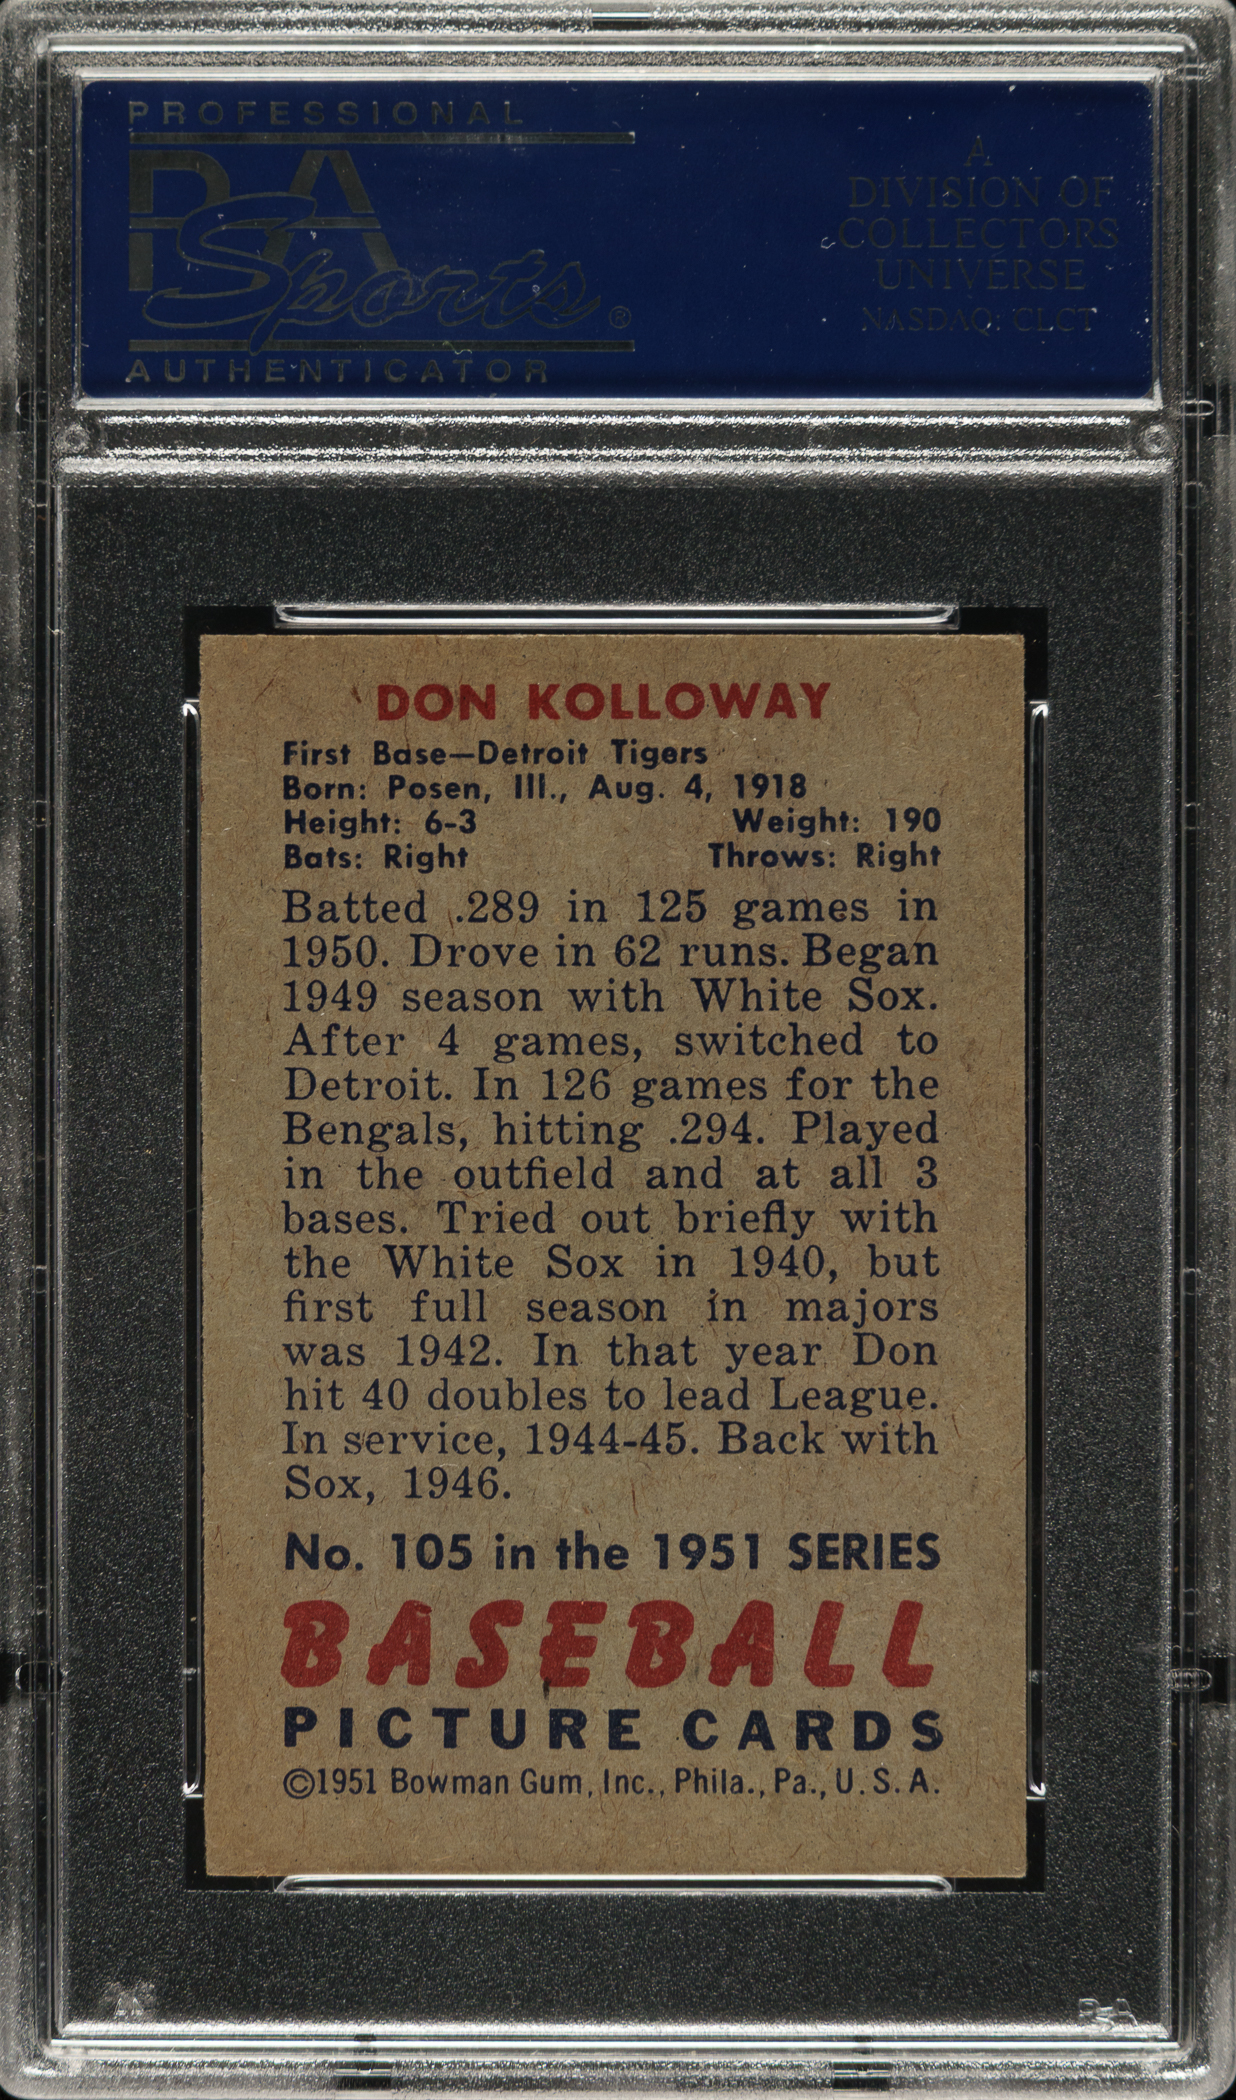 PROFESSIONAL
PSA
Sports ®
AUTHENTICATOR
A
DIVISION OF
COLLECTORS
UNIVERSE
NASDAQ: CLCT
DON KOLLOWAY
First Base—Detroit Tigers
Born: Posen, Ill., Aug. 4, 1918
Height: 6-3 Weight: 190
Bats: Right Throws: Right
Batted .289 in 125 games in
1950. Drove in 62 runs. Began
1949 season with White Sox.
After 4 games, switched to
Detroit. In 126 games for the
Bengals, hitting .294. Played
in the outfield and at all 3
bases. Tried out briefly with
the White Sox in 1940, but
first full season in majors
was 1942. In that year Don
hit 40 doubles to lead League.
In service, 1944-45. Back with
Sox, 1946.
No. 105 in the 1951 SERIES
BASEBALL
PICTURE CARDS
©1951 Bowman Gum, Inc., Phila., Pa., U.S.A.
PSA